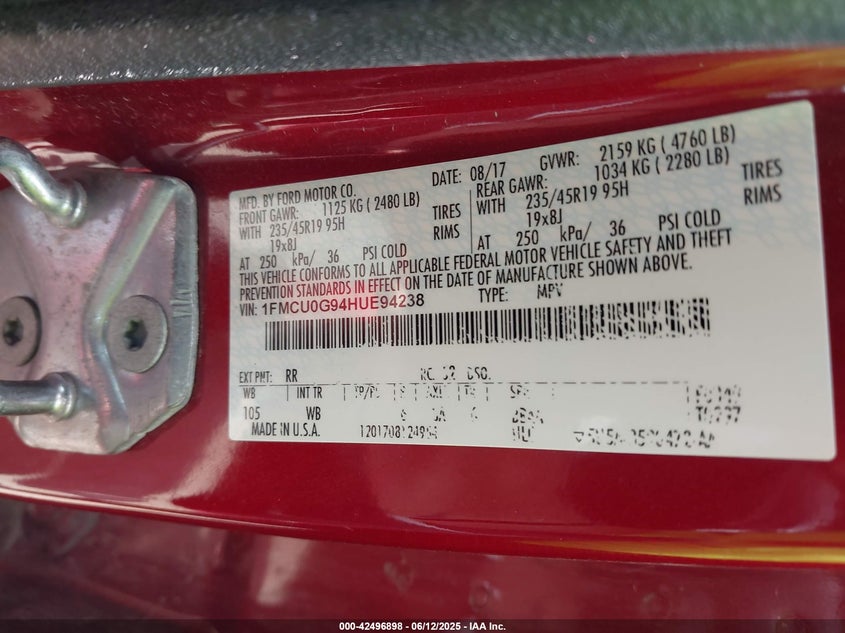 MFD. BY FORD MOTOR CO.
DATE: 08/17 GVWR: 2159 KG ( 4760 LB)
FRONT GAWR: 1125 KG ( 2480 LB) REAR GAWR: 1034 KG ( 2280 LB)
WITH 235/45R19 95H TIRES WITH 235/45R19 95H TIRES
19x8J RIMS 19x8J RIMS
AT 250 kPa/ 36 PSI COLD AT 250 kPa/ 36 PSI COLD
THIS VEHICLE CONFORMS TO ALL APPLICABLE FEDERAL MOTOR VEHICLE SAFETY AND THEFT
PREVENTION STANDARDS IN EFFECT ON THE DATE OF MANUFACTURE SHOWN ABOVE.
VIN: 1FMCU0G94HUE94238 TYPE: MPV
EXT PNT: RR RC: DSO:
WB INT TR
105 WB
MADE IN U.S.A.
000-42496898 - 06/12/2025 - IAA Inc.